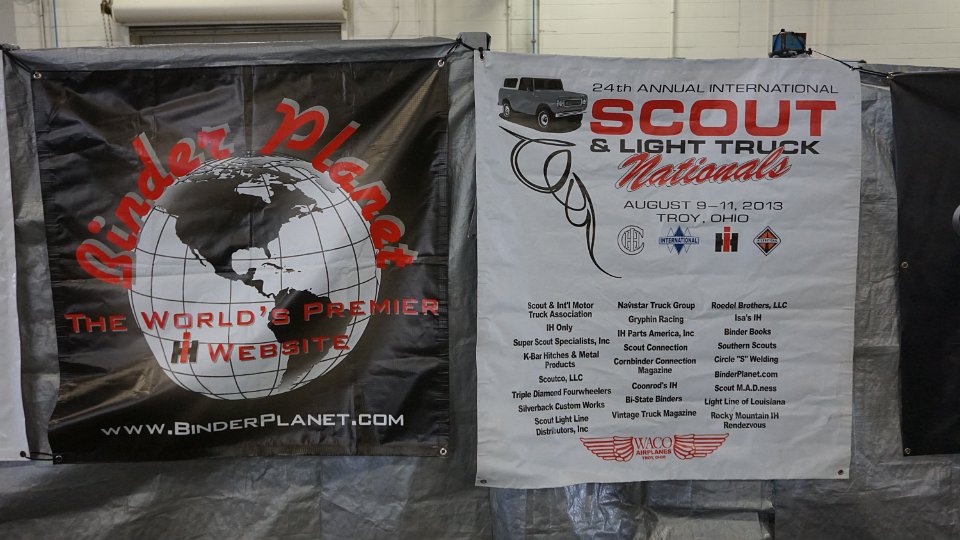 Binder Planet
The World's Premier
IH Website
www.BinderPlanet.com
24th ANNUAL INTERNATIONAL
SCOUT
& LIGHT TRUCK
Nationals
AUGUST 9-11, 2013
TROY, OHIO
IHC
INTERNATIONAL
IH
Scout & Int'l Motor
Truck Association
IH Only
Super Scout Specialists, Inc
K-Bar Hitches & Metal
Products
Scoutco, LLC
Triple Diamond Fourwheelers
Silverback Custom Works
Scout Light Line
Distributors, Inc
Navistar Truck Group
Gryphin Racing
IH Parts America, Inc
Scout Connection
Cornbinder Connection
Magazine
Coonrod's IH
Bi-State Binders
Vintage Truck Magazine
Roedel Brothers, LLC
Isa's IH
Binder Books
Southern Scouts
Circle "S" Welding
BinderPlanet.com
Scout M.A.D.ness
Light Line of Louisiana
Rocky Mountain IH
Rendezvous
WACO
AIRPLANES
TROY, OHIO